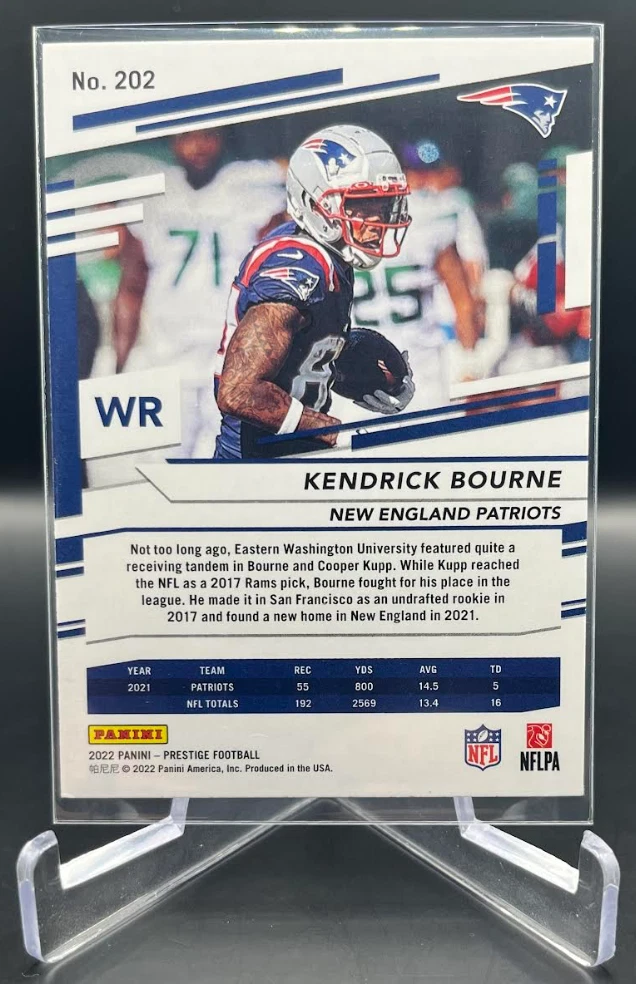 No. 202
71
25
8
WR
KENDRICK BOURNE
NEW ENGLAND PATRIOTS
Not too long ago, Eastern Washington University featured quite a
receiving tandem in Bourne and Cooper Kupp. While Kupp reached
the NFL as a 2017 Rams pick, Bourne fought for his place in the
league. He made it in San Francisco as an undrafted rookie in
2017 and found a new home in New England in 2021.
YEAR TEAM REC YDS AVG TD
2021 PATRIOTS 55 800 14.5 5
NFL TOTALS 192 2569 13.4 16
PANINI
2022 PANINI – PRESTIGE FOOTBALL
帕尼尼 © 2022 Panini America, Inc. Produced in the USA.
NFL
NFLPA